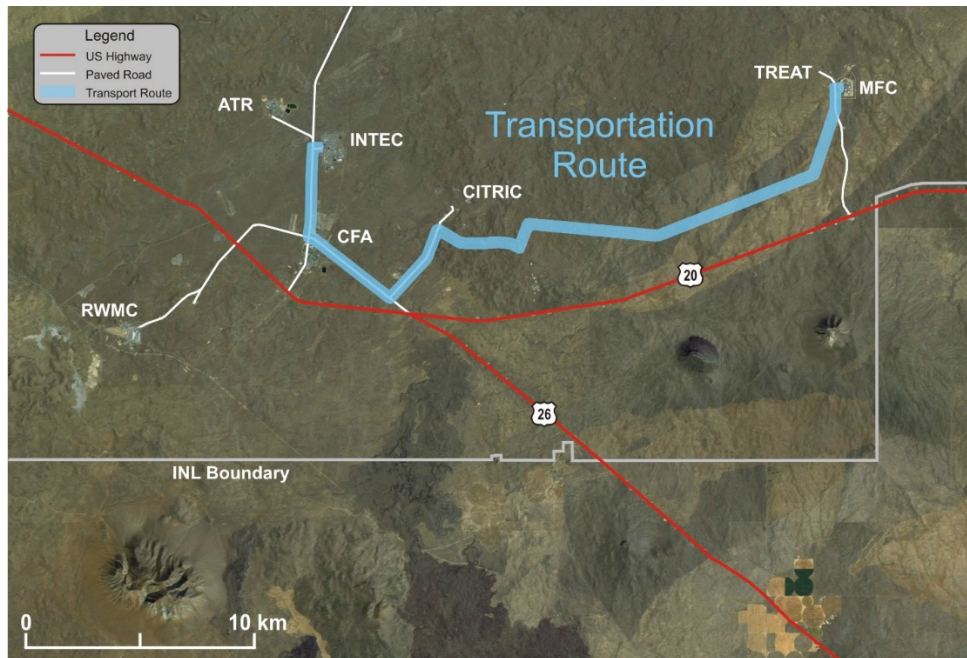 Legend
US Highway
Paved Road
Transport Route
ATR
INTEC
TREAT
MFC
Transportation
Route
CITRIC
CFA
20
RWMC
26
INL Boundary
0
10 km